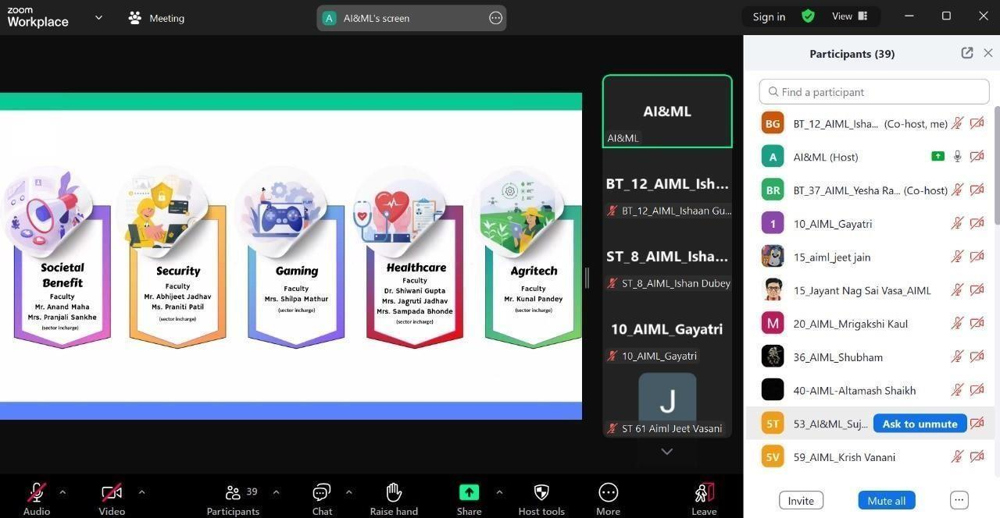 zoom
Workplace
Meeting
A AI&ML's screen
Sign in
View
Societal
Benefit
Faculty
Mr. Anand Maha
Mrs. Pranjali Sankhe
(sector incharge)
Security
Faculty
Mr. Abhijeet Jadhav
Ms. Praniti Patil
(sector incharge)
PLAY
Gaming
Faculty
Mrs. Shilpa Mathur
(sector incharge)
Healthcare
Faculty
Dr. Shiwani Gupta
Mrs. Jagruti Jadhav
Mrs. Sampada Bhonde
(sector incharge)
Agritech
Faculty
Mr. Kunal Pandey
(sector incharge)
AI&ML
AI&ML
BT_12_AIML_Ish...
BT_12_AIML_Ishaan Gu...
ST_8_AIML_Isha...
ST_8_AIML_Ishan Dubey
10_AIML_Gayatri
10_AIML_Gayatri
J
ST 61 Aiml Jeet Vasani
Participants (39)
Find a participant
BG BT_12_AIML_Isha... (Co-host, me)
A AI&ML (Host)
BR BT_37_AIML_Yesha Ra... (Co-host)
1 10_AIML_Gayatri
15_aiml_jeet jain
15_Jayant Nag Sai Vasa_AIML
M 20_AIML_Mrigakshi Kaul
36_AIML_Shubham
40-AIML-Altamash Shaikh
5T 53_AI&ML_Suj... Ask to unmute
5V 59_AIML_Krish Vanani
Invite
Mute all
Audio
Video
39
Participants
Chat
Raise hand
Share
Host tools
More
Leave